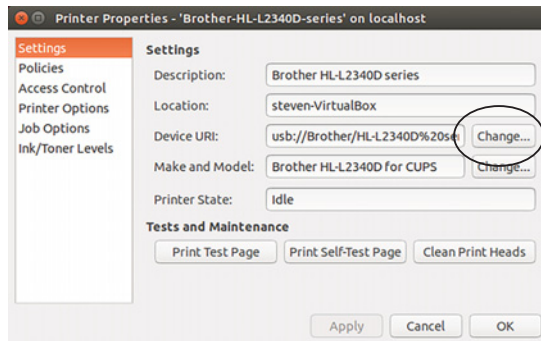 Printer Properties - 'Brother-HL-L2340D-series' on localhost
Settings
Policies
Access Control
Printer Options
Job Options
Ink/Toner Levels
Settings
Description: Brother HL-L2340D series
Location: steven-VirtualBox
Device URI: usb://Brother/HL-L2340D%20se Change...
Make and Model: Brother HL-L2340D for CUPS Change...
Printer State: Idle
Tests and Maintenance
Print Test Page Print Self-Test Page Clean Print Heads
Apply Cancel OK